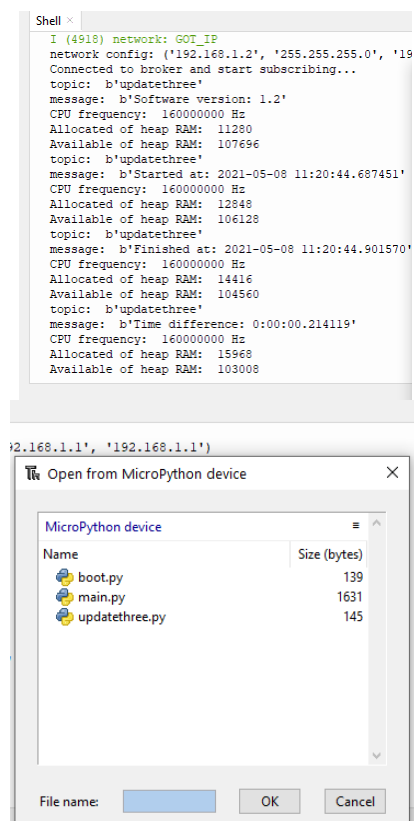 Shell ×
I (4918) network: GOT_IP
network config: ('192.168.1.2', '255.255.255.0', '19
Connected to broker and start subscribing...
topic: b'updatethree'
message: b'Software version: 1.2'
CPU frequency: 160000000 Hz
Allocated of heap RAM: 11280
Available of heap RAM: 107696
topic: b'updatethree'
message: b'Started at: 2021-05-08 11:20:44.687451'
CPU frequency: 160000000 Hz
Allocated of heap RAM: 12848
Available of heap RAM: 106128
topic: b'updatethree'
message: b'Finished at: 2021-05-08 11:20:44.901570'
CPU frequency: 160000000 Hz
Allocated of heap RAM: 14416
Available of heap RAM: 104560
topic: b'updatethree'
message: b'Time difference: 0:00:00.214119'
CPU frequency: 160000000 Hz
Allocated of heap RAM: 15968
Available of heap RAM: 103008
92.168.1.1', '192.168.1.1')
Open from MicroPython device
MicroPython device
Name Size (bytes)
boot.py 139
main.py 1631
updatethree.py 145
File name: OK Cancel